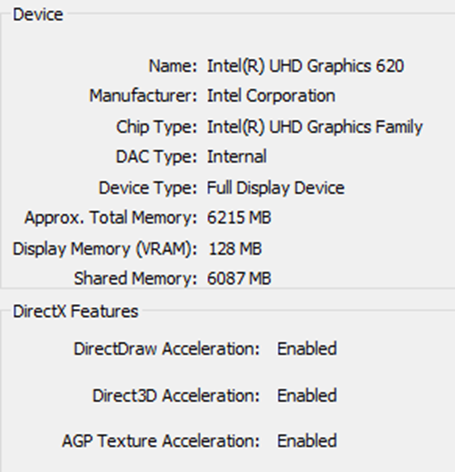 Device
Name: Intel(R) UHD Graphics 620
Manufacturer: Intel Corporation
Chip Type: Intel(R) UHD Graphics Family
DAC Type: Internal
Device Type: Full Display Device
Approx. Total Memory: 6215 MB
Display Memory (VRAM): 128 MB
Shared Memory: 6087 MB
DirectX Features
DirectDraw Acceleration: Enabled
Direct3D Acceleration: Enabled
AGP Texture Acceleration: Enabled